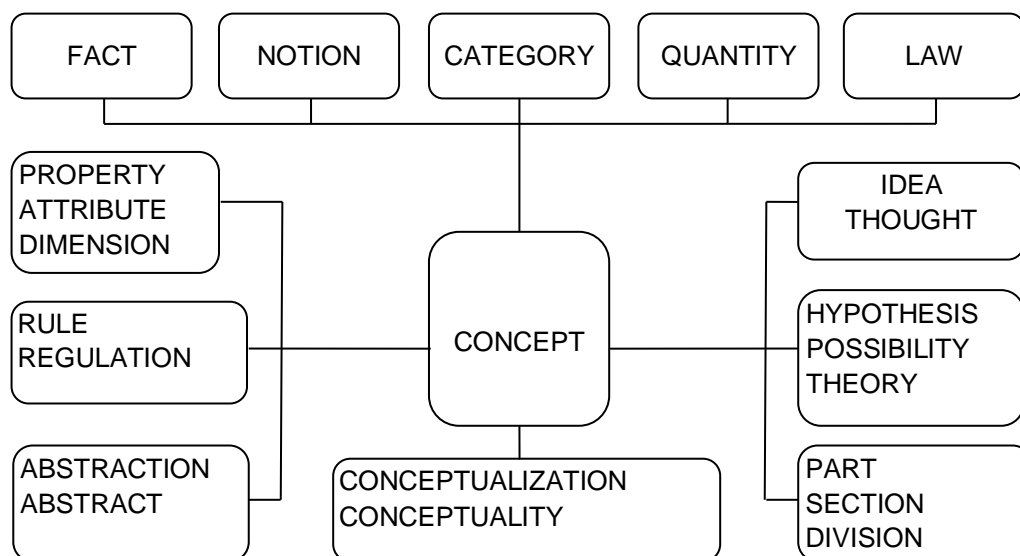 FACT
NOTION
CATEGORY
QUANTITY
LAW
PROPERTY
ATTRIBUTE
DIMENSION
IDEA
THOUGHT
RULE
REGULATION
CONCEPT
HYPOTHESIS
POSSIBILITY
THEORY
ABSTRACTION
ABSTRACT
CONCEPTUALIZATION
CONCEPTUALITY
PART
SECTION
DIVISION